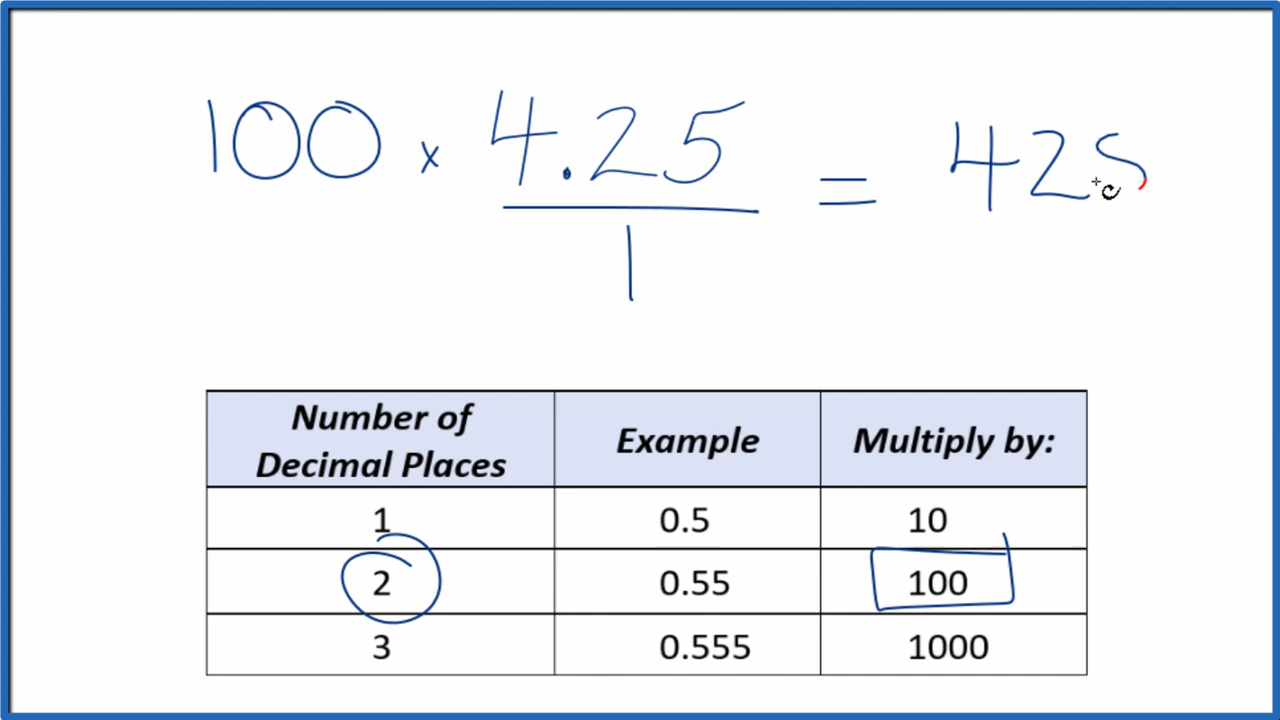 100 × 4.25 = 425
1
Number of Decimal Places Example Multiply by:
1 0.5 10
2 0.55 100
3 0.555 1000